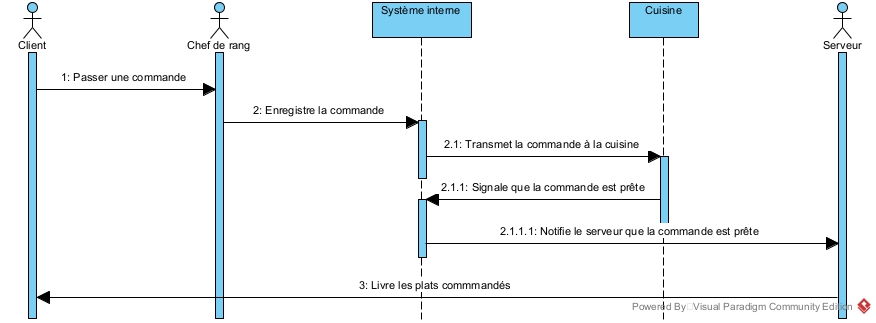 Système interne
Cuisine
Client
Chef de rang
Serveur
1: Passer une commande
2: Enregistre la commande
2.1: Transmet la commande à la cuisine
2.1.1: Signale que la commande est prête
2.1.1.1: Notifie le serveur que la commande est prête
3: Livre les plats commmandés
Powered By Visual Paradigm Community Edition